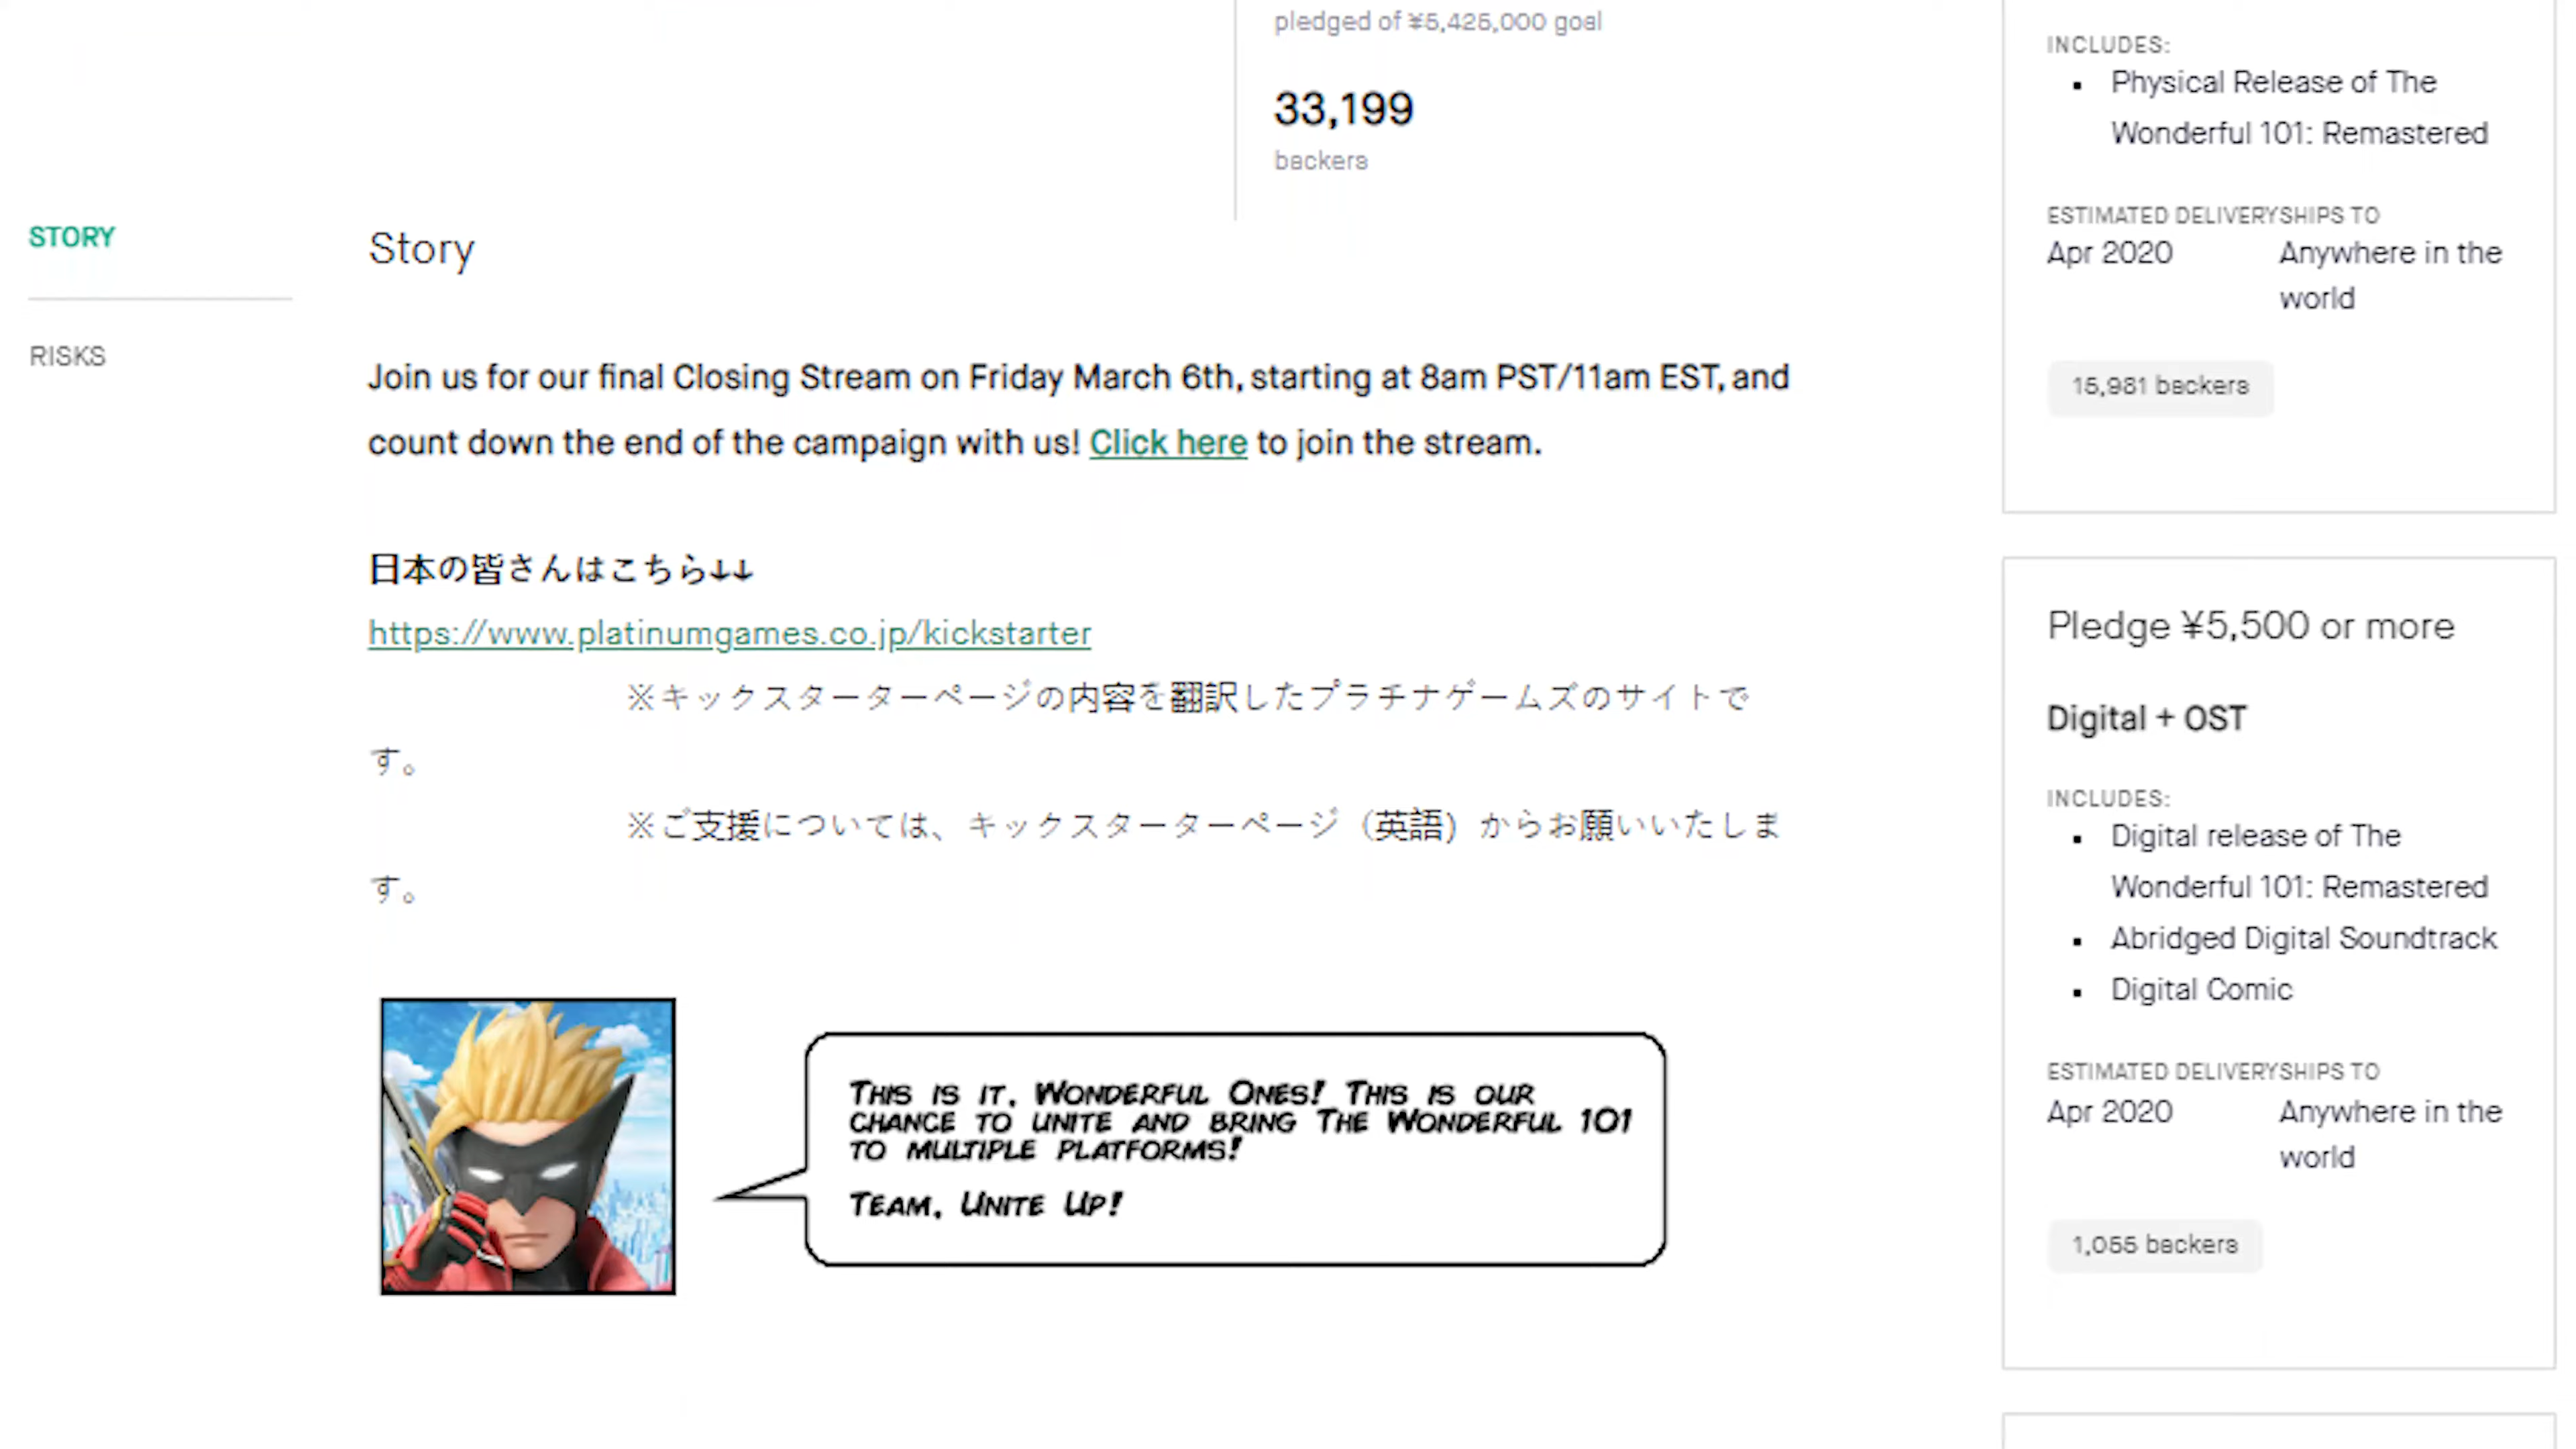 pledged of ¥5,425,000 goal
33,199
backers
STORY
RISKS
Story
Join us for our final Closing Stream on Friday March 6th, starting at 8am PST/11am EST, and
count down the end of the campaign with us! Click here to join the stream.
日本の皆さんはこちら↓↓
https://www.platinumgames.co.jp/kickstarter
※キックスターターページの内容を翻訳したプラチナゲームズのサイトで
す。
※ご支援については、キックスターターページ（英語）からお願いいたしま
す。
THIS IS IT, WONDERFUL ONES! THIS IS OUR
CHANCE TO UNITE AND BRING THE WONDERFUL 101
TO MULTIPLE PLATFORMS!
TEAM, UNITE UP!
INCLUDES:
▪ Physical Release of The
Wonderful 101: Remastered
ESTIMATED DELIVERY SHIPS TO
Apr 2020 Anywhere in the
world
15,981 backers
Pledge ¥5,500 or more
Digital + OST
INCLUDES:
▪ Digital release of The
Wonderful 101: Remastered
▪ Abridged Digital Soundtrack
▪ Digital Comic
ESTIMATED DELIVERY SHIPS TO
Apr 2020 Anywhere in the
world
1,055 backers